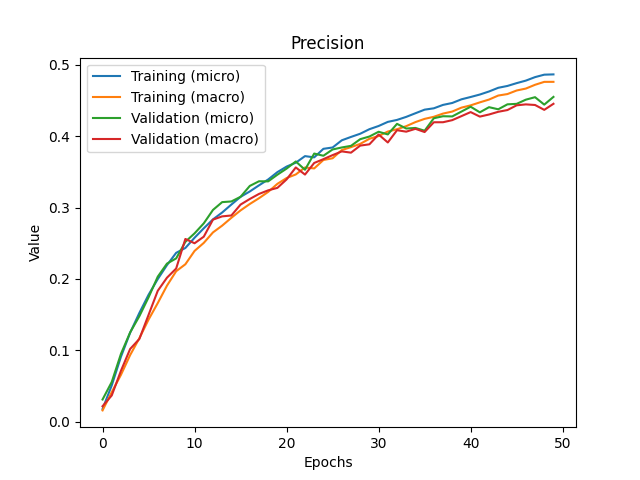 Precision
Training (micro)
Training (macro)
Validation (micro)
Validation (macro)
0.5
0.4
0.3
0.2
0.1
0.0
Value
0 10 20 30 40 50
Epochs